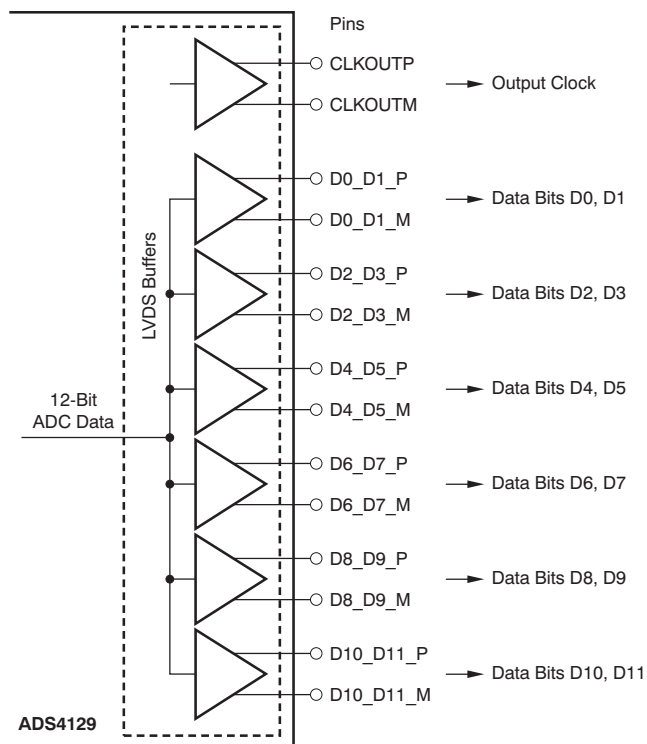 Pins
CLKOUTP
CLKOUTM
Output Clock
D0_D1_P
D0_D1_M
Data Bits D0, D1
LVDS Buffers
D2_D3_P
D2_D3_M
Data Bits D2, D3
D4_D5_P
D4_D5_M
Data Bits D4, D5
12-Bit
ADC Data
D6_D7_P
D6_D7_M
Data Bits D6, D7
D8_D9_P
D8_D9_M
Data Bits D8, D9
D10_D11_P
D10_D11_M
Data Bits D10, D11
ADS4129